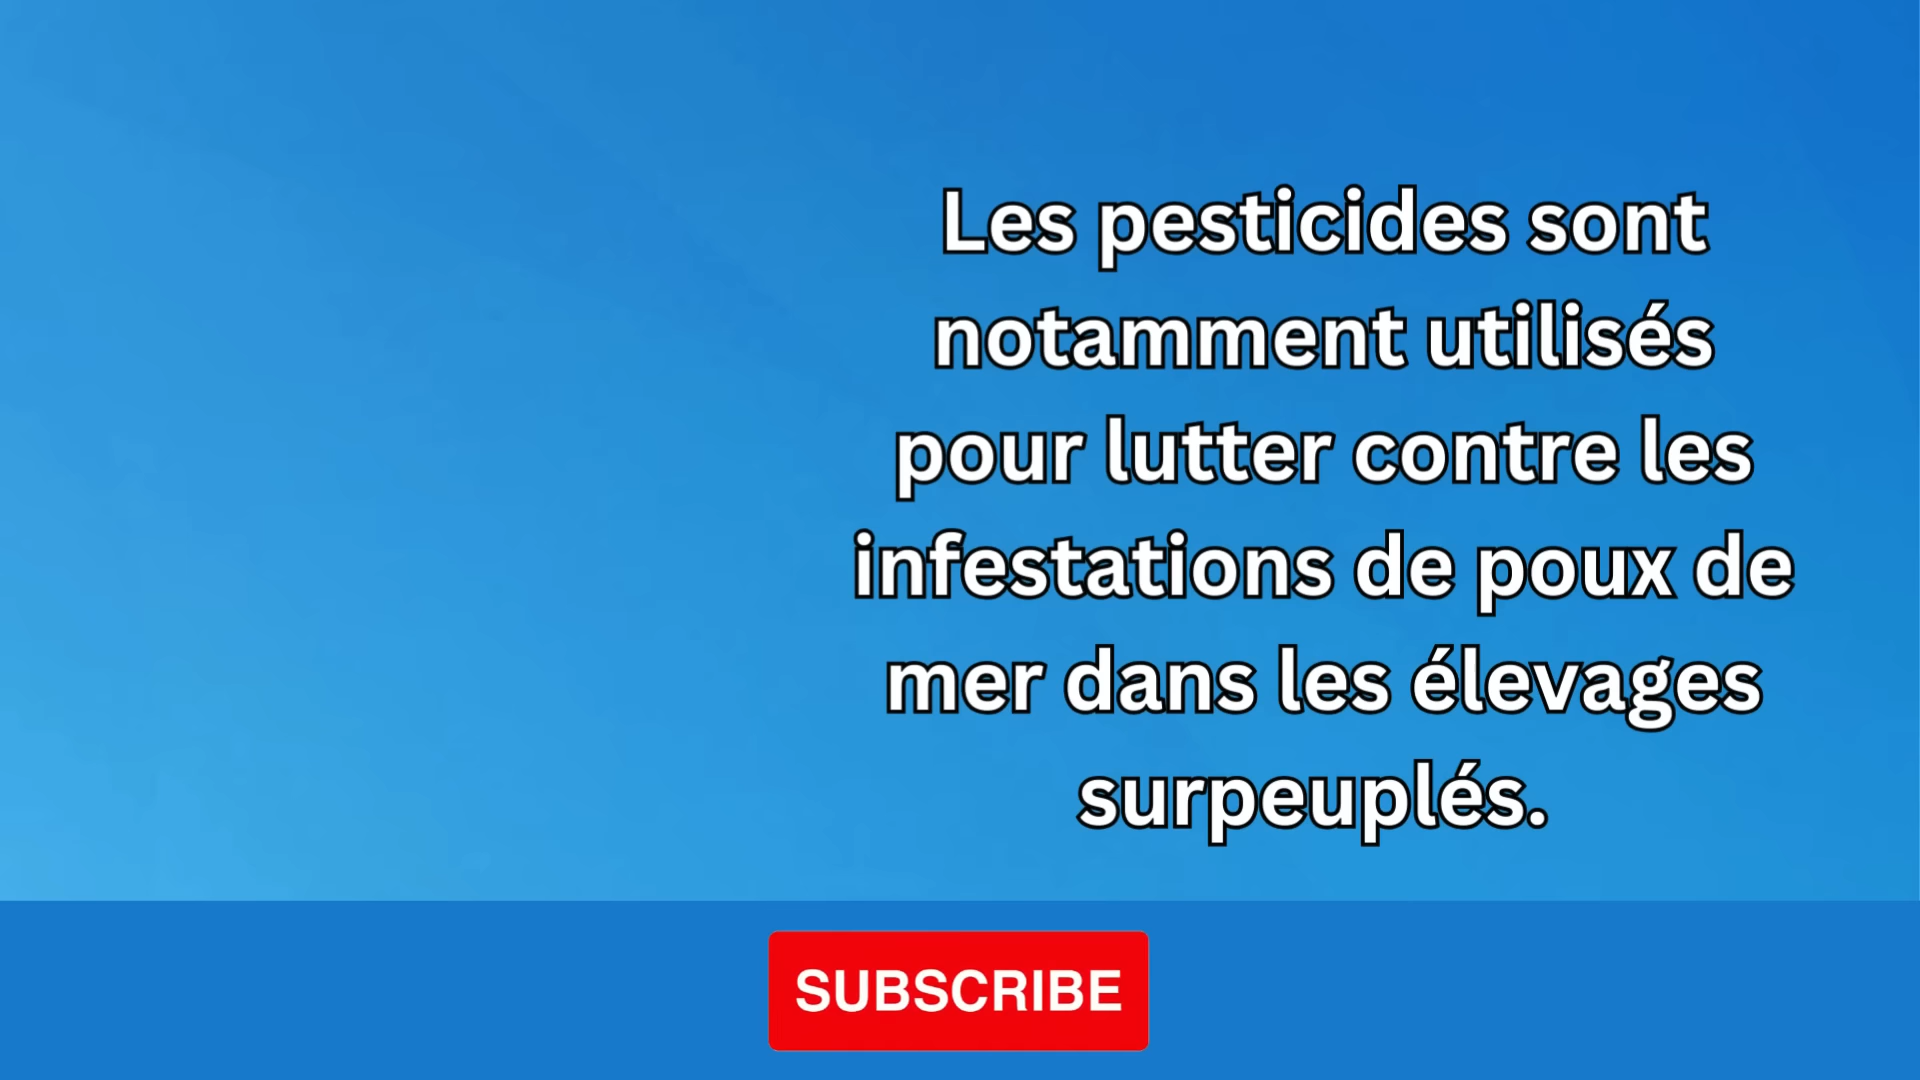 Les pesticides sont
notamment utilisés
pour lutter contre les
infestations de poux de
mer dans les élevages
surpeuplés.
SUBSCRIBE